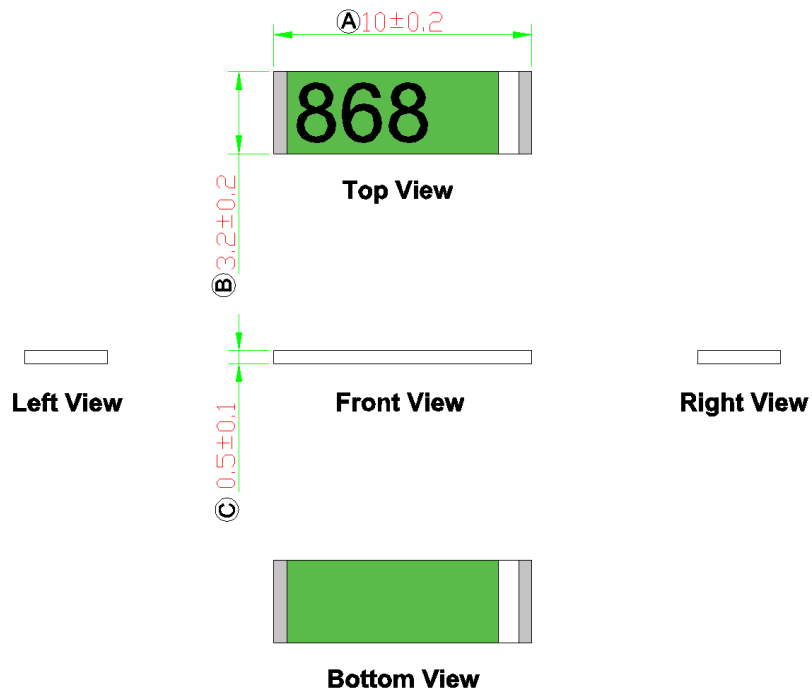 Ⓐ10±0.2
868
Top View
Ⓑ3.2±0.2
Left View
Front View
Right View
Ⓒ0.5±0.1
Bottom View